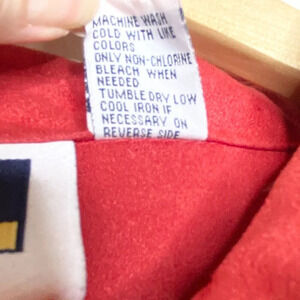 MACHINE WASH
COLD WITH LIKE
COLORS
ONLY NON-CHLORINE
BLEACH WHEN
NEEDED
TUMBLE DRY LOW
COOL IRON IF
NECESSARY ON
REVERSE SIDE